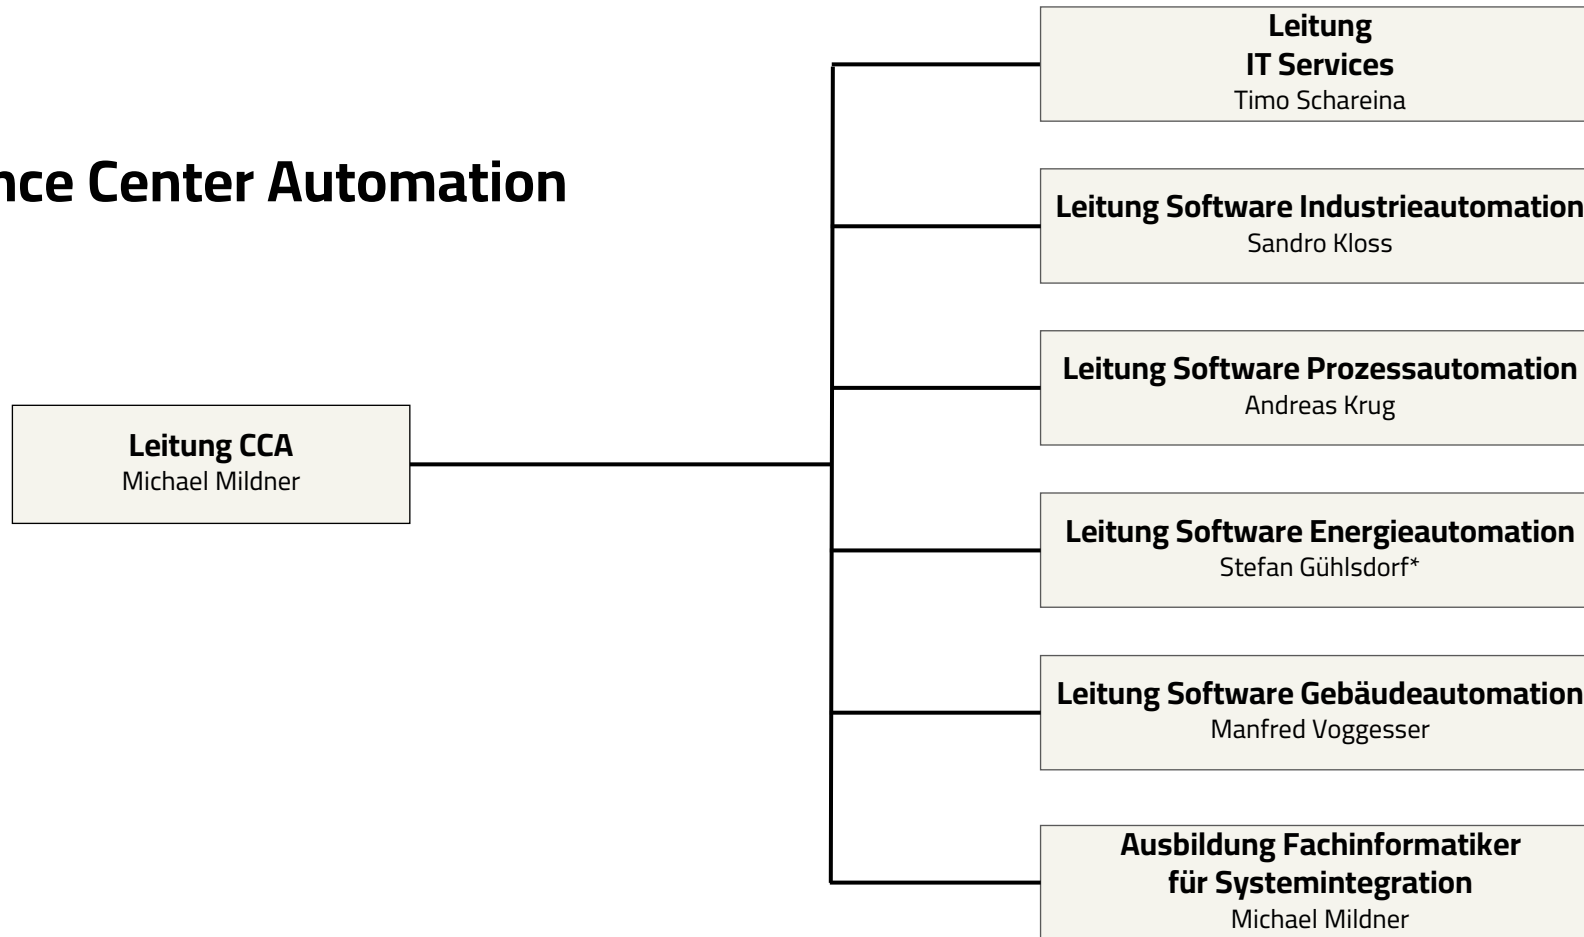 nce Center Automation
Leitung CCA
Michael Mildner
Leitung
IT Services
Timo Schareina
Leitung Software Industrieautomation
Sandro Kloss
Leitung Software Prozessautomation
Andreas Krug
Leitung Software Energieautomation
Stefan Gühlsdorf*
Leitung Software Gebäudeautomation
Manfred Voggesser
Ausbildung Fachinformatiker
für Systemintegration
Michael Mildner